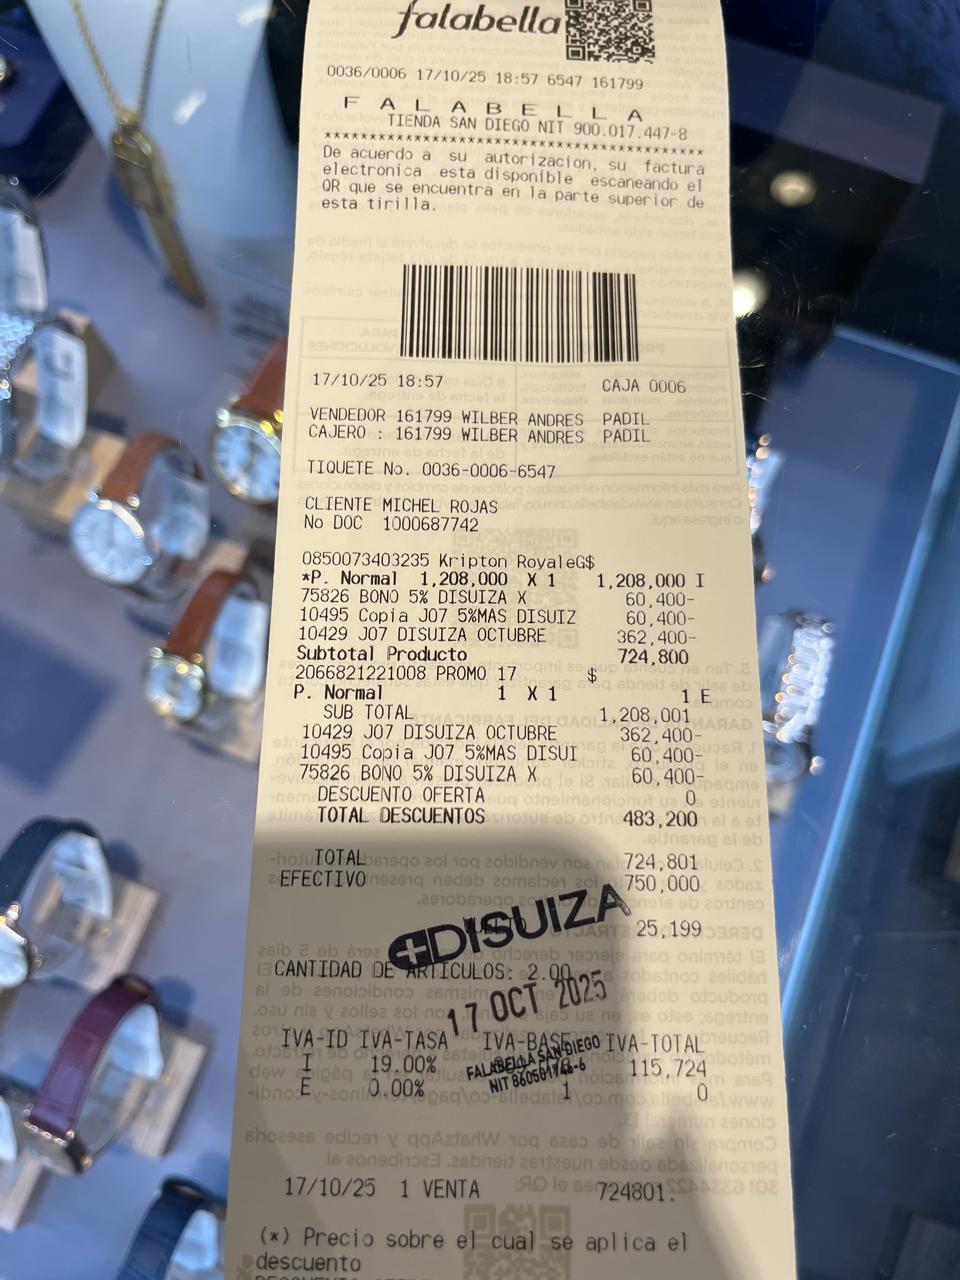 falabella
0036/0006 17/10/25 18:57 6547 161799
F A L A B E L L A
TIENDA SAN DIEGO NIT 900.017.447-8
******************************************
De acuerdo a su autorizacion, su factura
electronica esta disponible escaneando el
QR que se encuentra en la parte superior de
esta tirilla.
17/10/25 18:57 CAJA 0006
VENDEDOR 161799 WILBER ANDRES PADIL
CAJERO : 161799 WILBER ANDRES PADIL
TIQUETE No. 0036-0006-6547
CLIENTE MICHEL ROJAS
No DOC 1000687742
0850073403235 Kripton RoyaleG$
*P. Normal 1,208,000 X 1 1,208,000 I
75826 BONO 5% DISUIZA X 60,400-
10495 Copia J07 5%MAS DISUIZ 60,400-
10429 J07 DISUIZA OCTUBRE 362,400-
Subtotal Producto 724,800
2066821221008 PROMO 17 $
P. Normal 1 X 1 1 E
SUB TOTAL 1,208,001
10429 J07 DISUIZA OCTUBRE 362,400-
10495 Copia J07 5%MAS DISUI 60,400-
75826 BONO 5% DISUIZA X 60,400-
DESCUENTO OFERTA 0
TOTAL DESCUENTOS 483,200
TOTAL 724,801
EFECTIVO 750,000
25,199
DISUIZA
CANTIDAD DE ARTICULOS: 2.00
17 OCT 2025
IVA-ID IVA-TASA IVA-BASE IVA-TOTAL
I 19.00% 115,724
FALABELLA SAN DIEGO
NIT 860501746-6
E 0.00% 1 0
17/10/25 1 VENTA 724801.
(*) Precio sobre el cual se aplica el
descuento